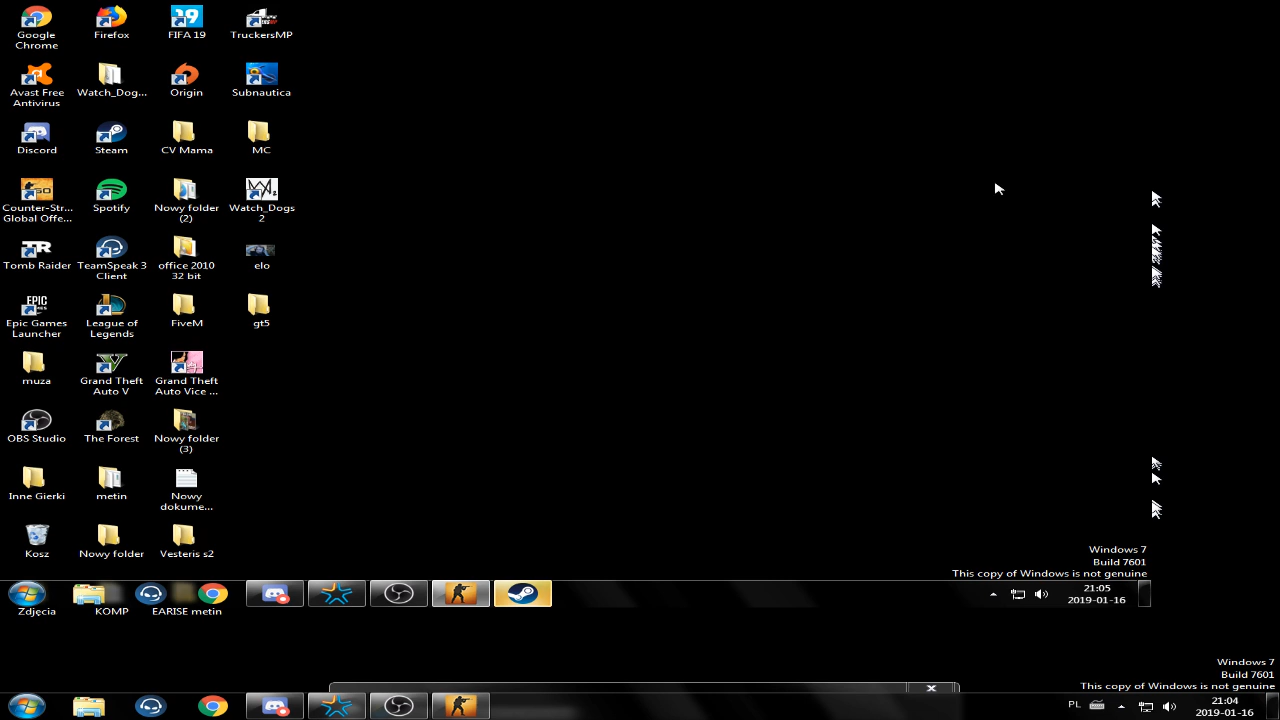 Google
Chrome
Firefox
FIFA 19
TruckersMP
Avast Free
Antivirus
Watch_Dog...
Origin
Subnautica
Discord
Steam
CV Mama
MC
Counter-Str...
Global Offe...
Spotify
Nowy folder
(2)
Watch_Dogs
2
Tomb Raider
TeamSpeak 3
Client
office 2010
32 bit
elo
Epic Games
Launcher
League of
Legends
FiveM
gt5
muza
Grand Theft
Auto V
Grand Theft
Auto Vice ...
OBS Studio
The Forest
Nowy folder
(3)
Inne Gierki
metin
Nowy
dokume...
Kosz
Nowy folder
Vesteris s2
Windows 7
Build 7601
This copy of Windows is not genuine
21:05
2019-01-16
Zdjęcia
KOMP
EARISE metin
Windows 7
Build 7601
This copy of Windows is not genuine
PL
21:04
2019-01-16